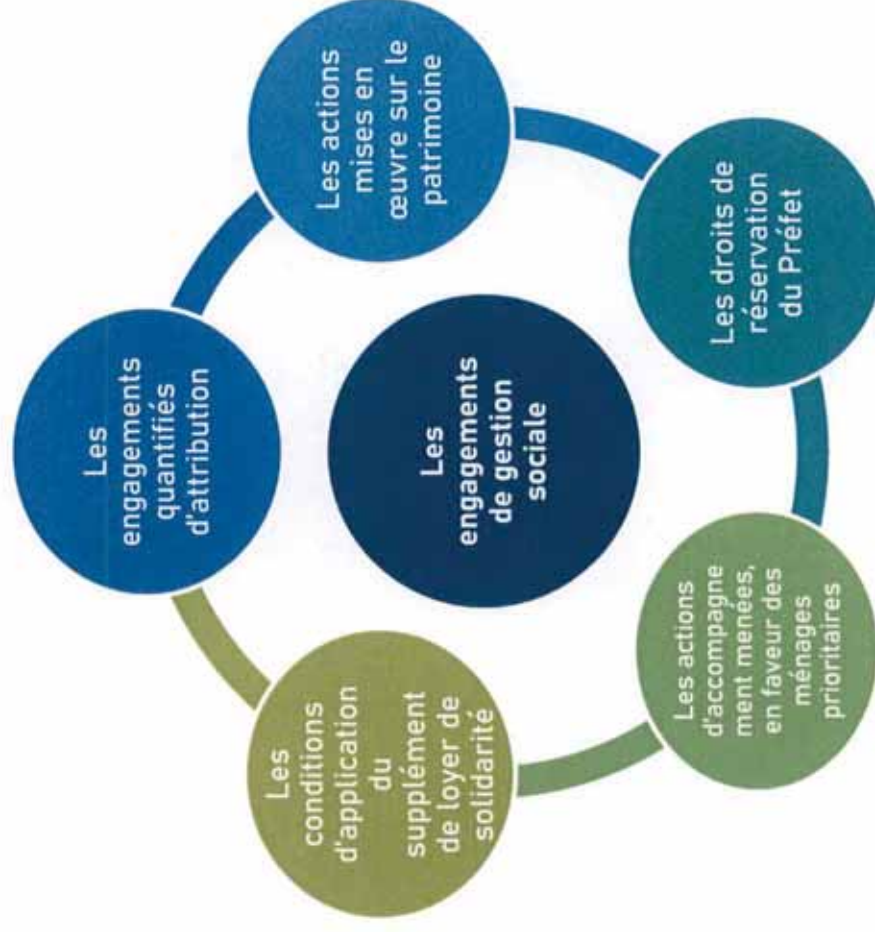 Les
engagements
quantifiés
d'attribution
Les actions
mises en
œuvre sur le
patrimoine
Les droits de
réservation
du Préfet
Les actions
d'accompagne
ment menées,
en faveur des
ménages
prioritaires
Les
conditions
d'application
du
supplément
de loyer de
solidarité
Les
engagements
de gestion
sociale